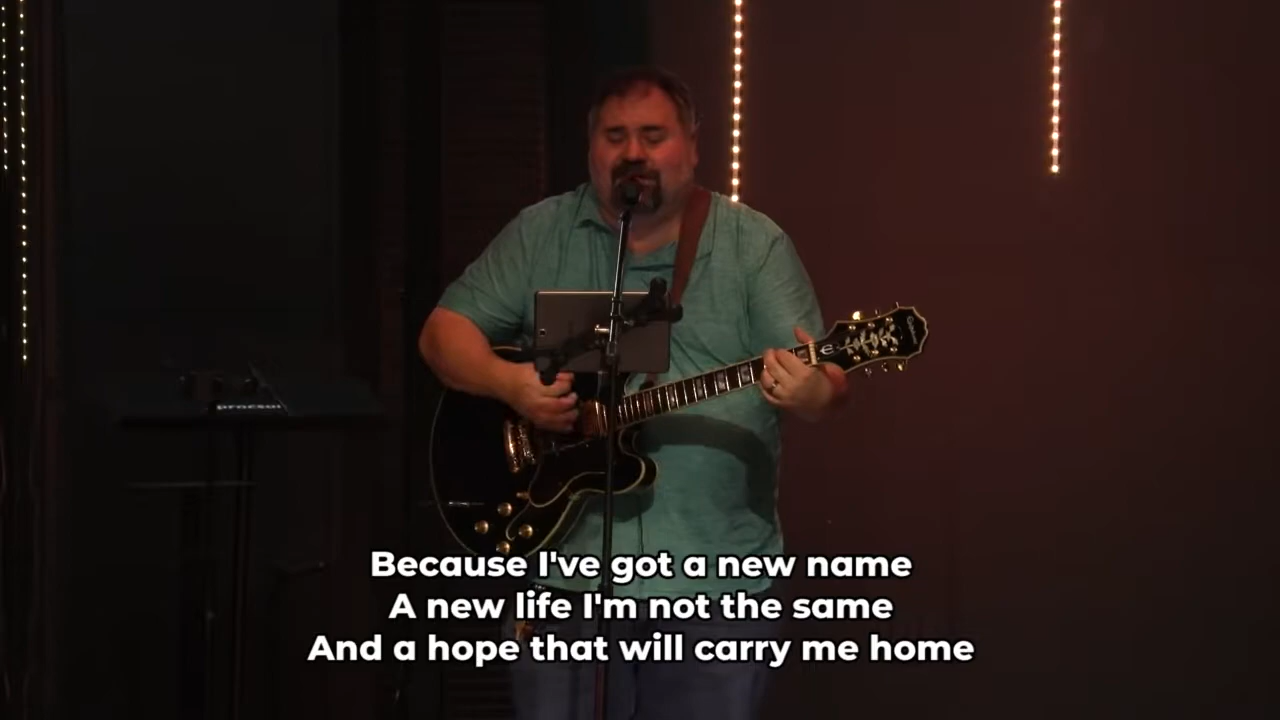 Because I've got a new name
A new life I'm not the same
And a hope that will carry me home